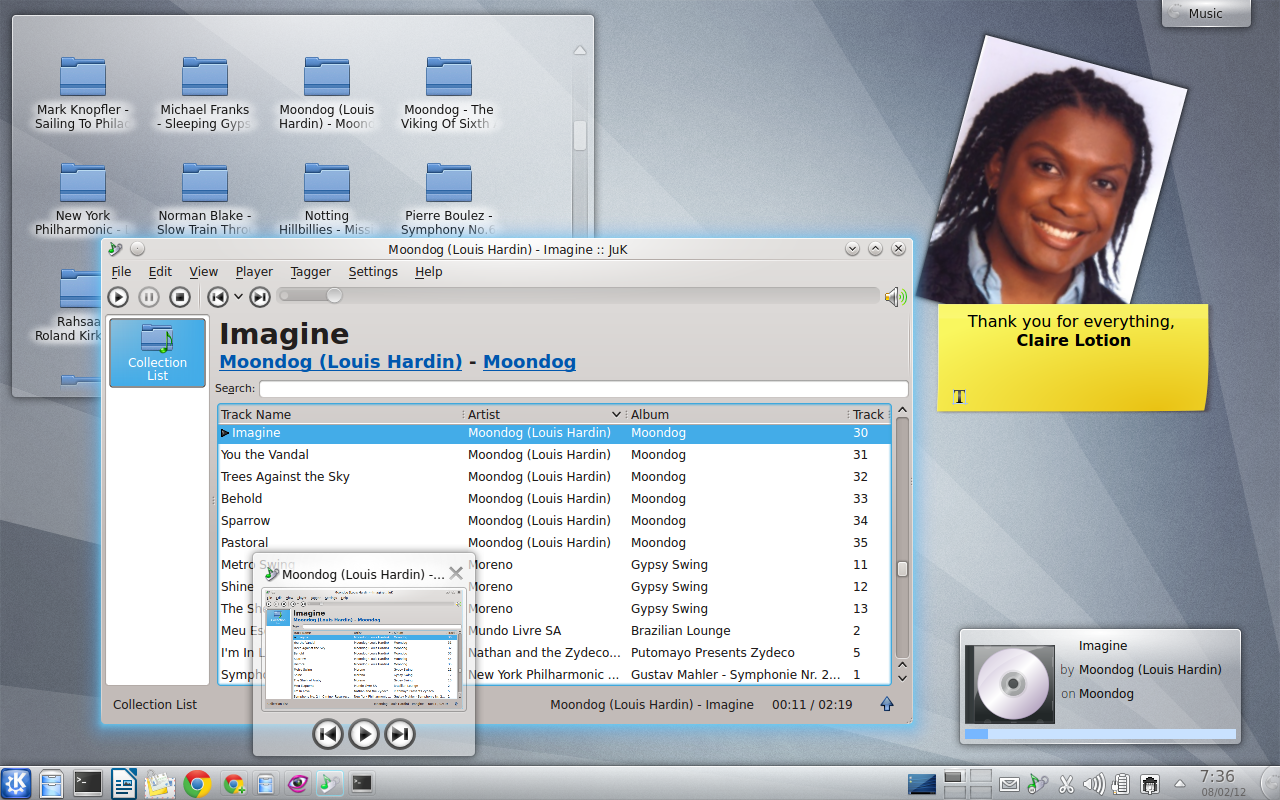 Music
Mark Knopfler -
Sailing To Philad
Michael Franks
- Sleeping Gyps
Moondog (Louis
Hardin) - Moond
Moondog - The
Viking Of Sixth
New York
Philharmonic -
Norman Blake -
Slow Train Thro
Notting
Hillbillies - Miss
Pierre Boulez -
Symphony No.6
Rahsaa
Roland Kirk
Thank you for everything,
Claire Lotion
T
Moondog (Louis Hardin) - Imagine :: JuK
File Edit View Player Tagger Settings Help
Collection
List
Imagine
Moondog (Louis Hardin) - Moondog
Search:
Track Name Artist Album Track
Imagine Moondog (Louis Hardin) Moondog 30
You the Vandal Moondog (Louis Hardin) Moondog 31
Trees Against the Sky Moondog (Louis Hardin) Moondog 32
Behold Moondog (Louis Hardin) Moondog 33
Sparrow Moondog (Louis Hardin) Moondog 34
Pastoral Moondog (Louis Hardin) Moondog 35
Metro Swing Moreno Gypsy Swing 11
Shine Moreno Gypsy Swing 12
The Sh Moreno Gypsy Swing 13
Meu Es Mundo Livre SA Brazilian Lounge 2
I'm In L Nathan and the Zydeco... Putomayo Presents Zydeco 5
Symph New York Philharmonic ... Gustav Mahler - Symphonie Nr. 2... 1
Collection List Moondog (Louis Hardin) - Imagine 00:11 / 02:19
Moondog (Louis Hardin) -...
Imagine
Moondog (Louis Hardin) - Moondog
Imagine
by Moondog (Louis Hardin)
on Moondog
7:36
08/02/12